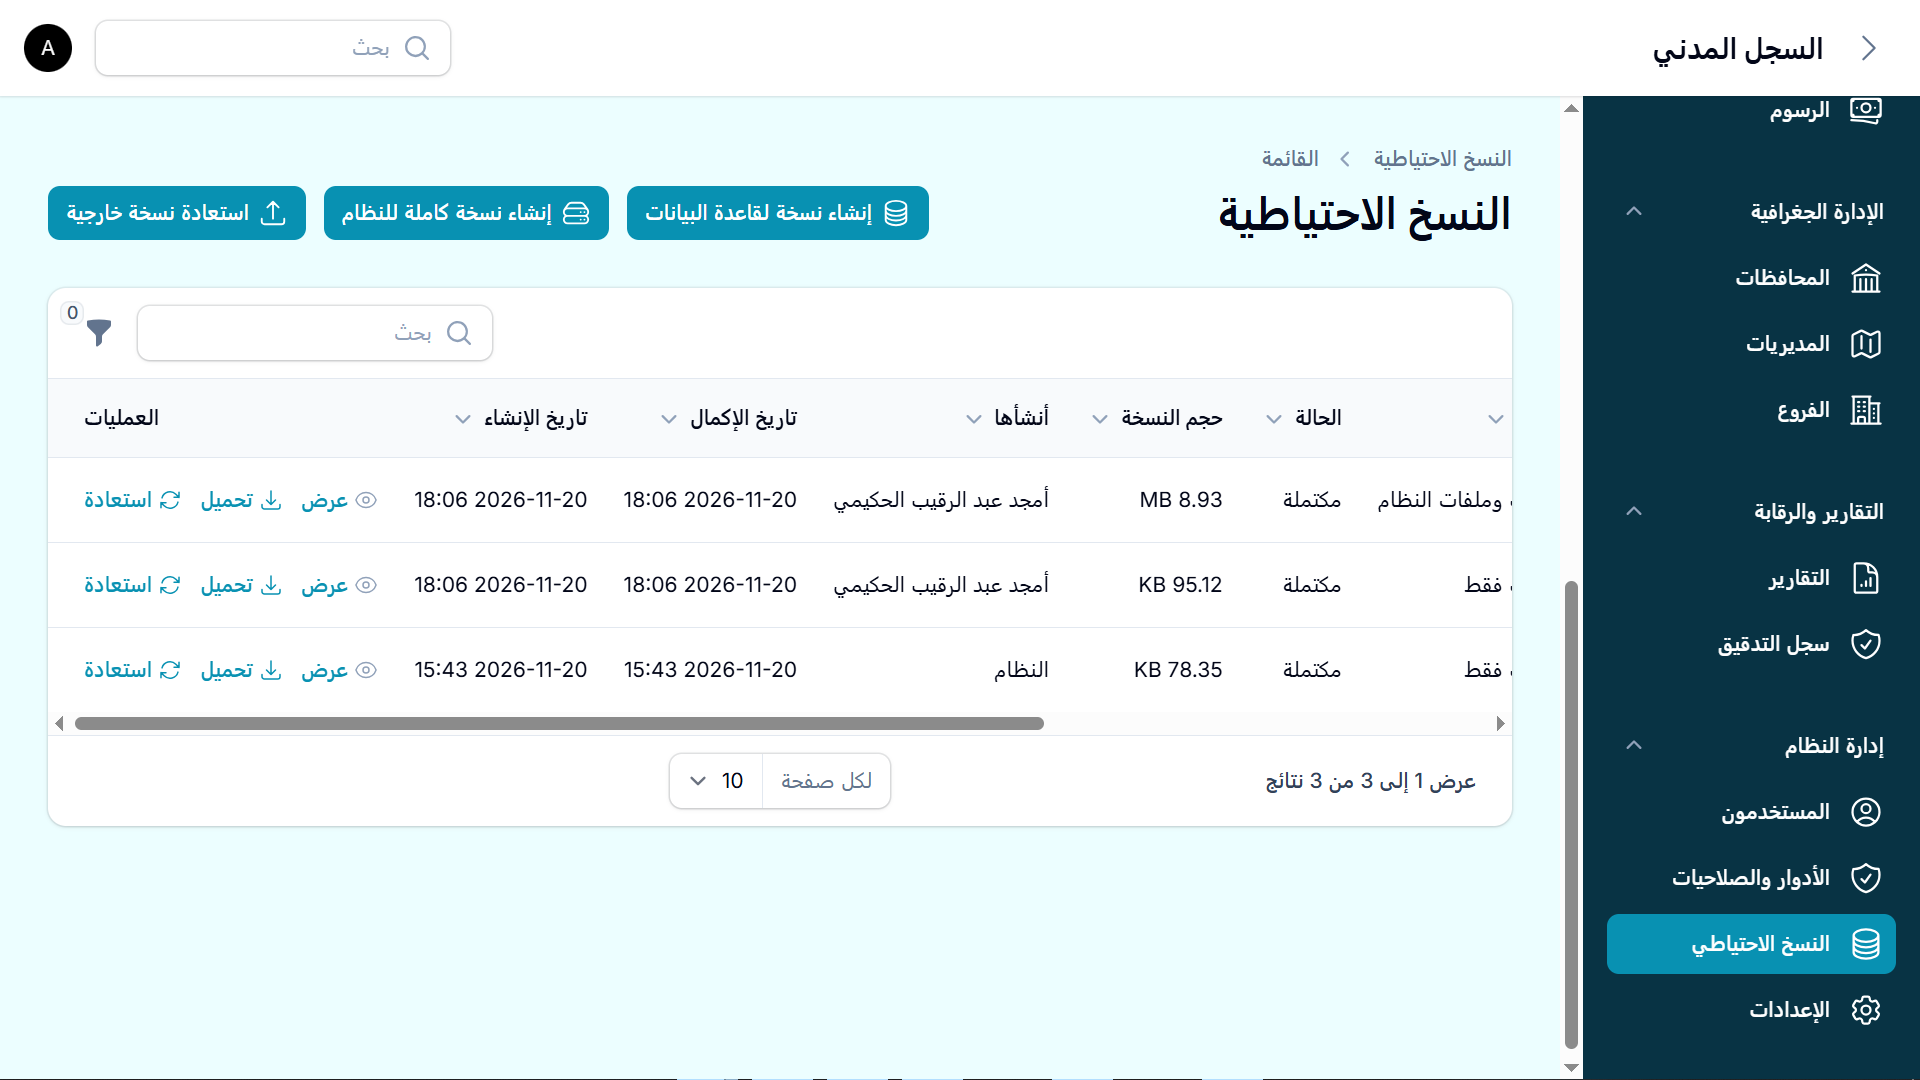 السجل المدني
بحث
A
الرسوم
الإدارة الجغرافية
المحافظات
المديريات
الفروع
التقارير والرقابة
التقارير
سجل التدقيق
إدارة النظام
المستخدمون
الأدوار والصلاحيات
النسخ الاحتياطي
الإعدادات
النسخ الاحتياطية
القائمة
النسخ الاحتياطية
إنشاء نسخة لقاعدة البيانات
إنشاء نسخة كاملة للنظام
استعادة نسخة خارجية
بحث
0
الحالة حجم النسخة أنشأها تاريخ الإكمال تاريخ الإنشاء العمليات
وملفات النظام مكتملة 8.93 MB أمجد عبد الرقيب الحكيمي 2026-11-20 18:06 2026-11-20 18:06 عرض تحميل استعادة
فقط مكتملة 95.12 KB أمجد عبد الرقيب الحكيمي 2026-11-20 18:06 2026-11-20 18:06 عرض تحميل استعادة
فقط مكتملة 78.35 KB النظام 2026-11-20 15:43 2026-11-20 15:43 عرض تحميل استعادة
عرض 1 إلى 3 من 3 نتائج
لكل صفحة 10